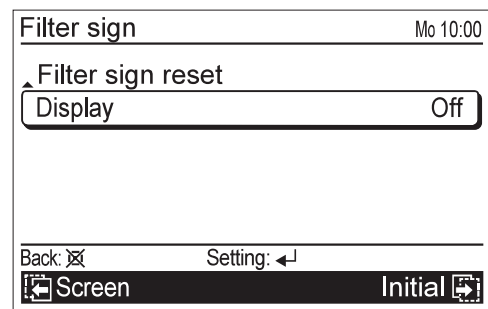 Filter sign Mo 10:00
Filter sign reset
Display Off
Back: Setting:
Screen Initial